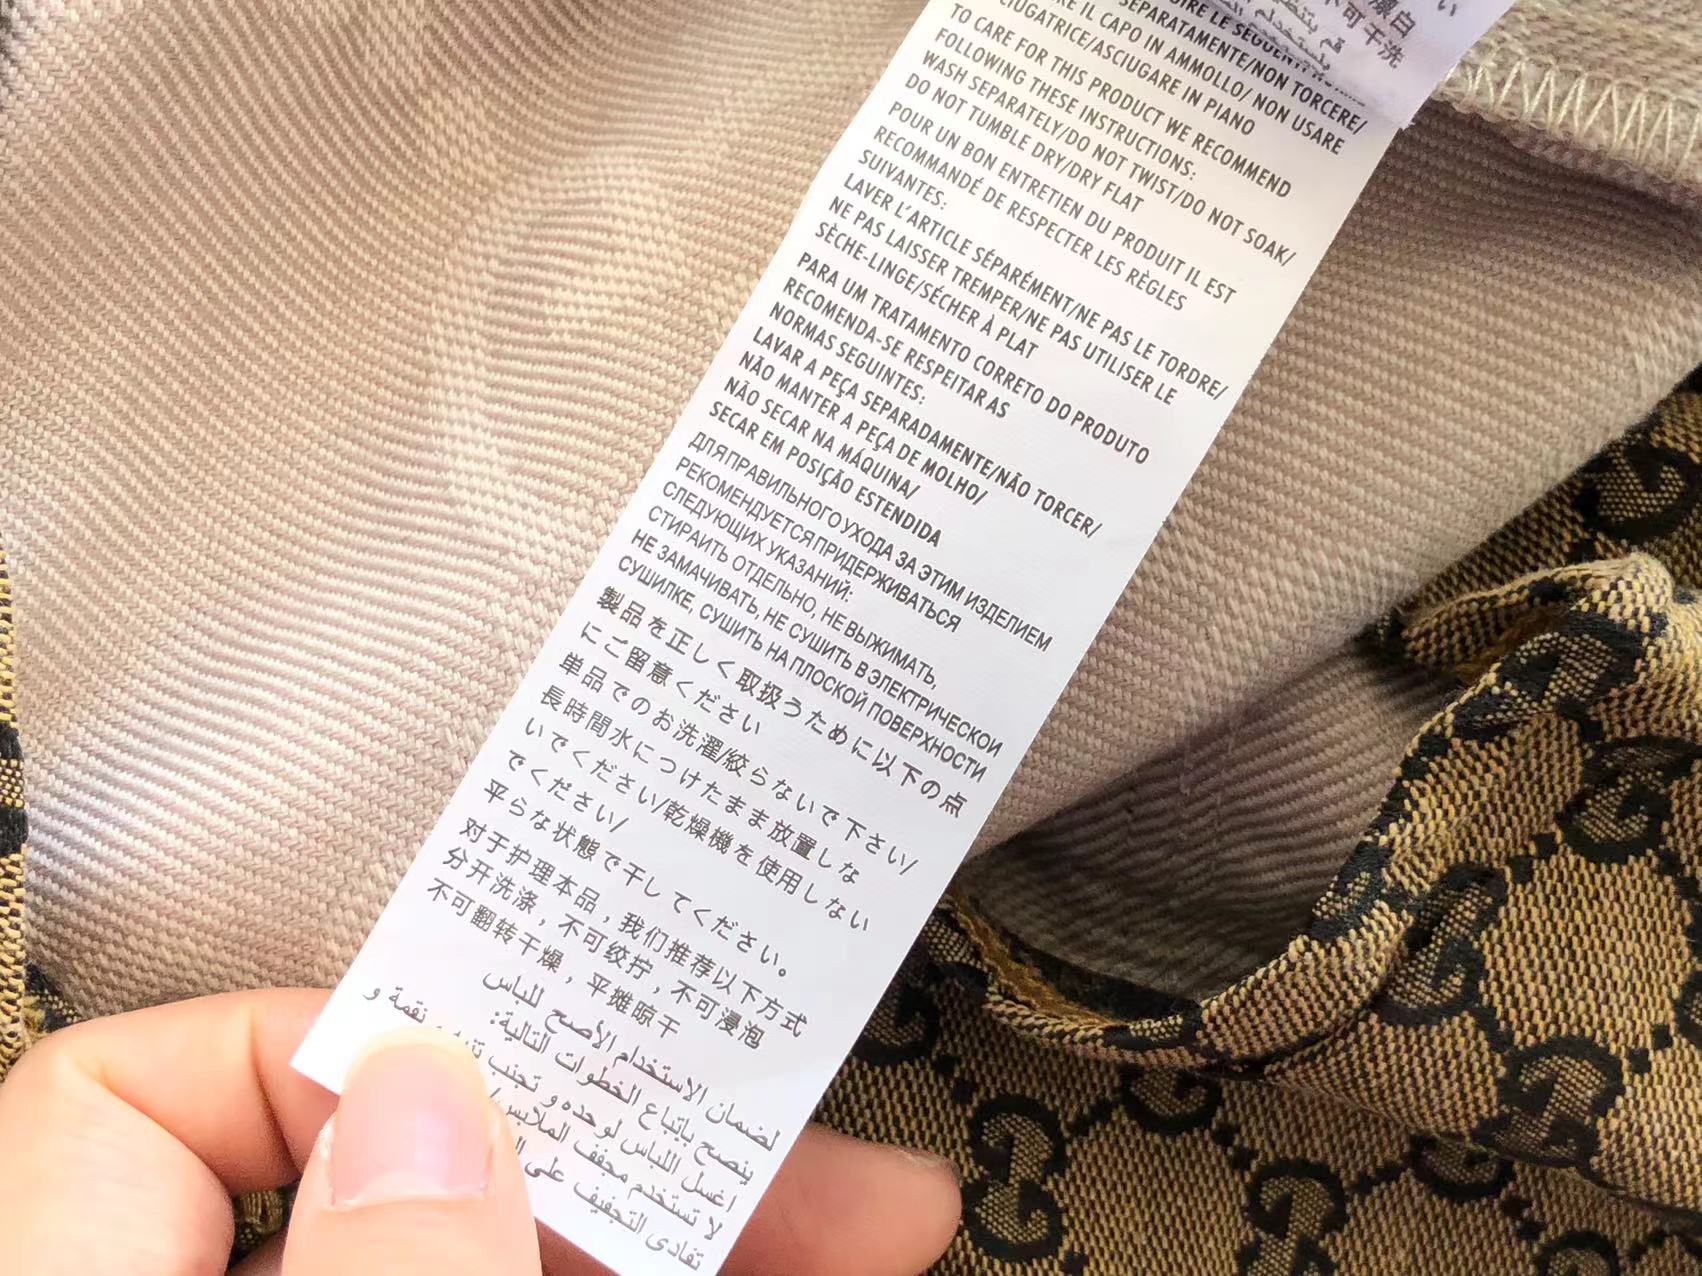 漂白
不可干洗
SEPARATAMENTE/NON TORCERE/
IL CAPO IN AMMOLLO/ NON USARE
CIUGATRICE/ASCIUGARE IN PIANO
TO CARE FOR THIS PRODUCT WE RECOMMEND
FOLLOWING THESE INSTRUCTIONS:
WASH SEPARATELY/DO NOT TWIST/DO NOT SOAK/
DO NOT TUMBLE DRY/DRY FLAT
POUR UN BON ENTRETIEN DU PRODUIT IL EST
RECOMMANDÉ DE RESPECTER LES RÈGLES
SUIVANTES:
LAVER L'ARTICLE SÉPARÉMENT/NE PAS LE TORDRE/
NE PAS LAISSER TREMPER/NE PAS UTILISER LE
SÈCHE-LINGE/SÉCHER À PLAT
PARA UM TRATAMENTO CORRETO DO PRODUTO
RECOMENDA-SE RESPEITAR AS
NORMAS SEGUINTES:
LAVAR A PEÇA SEPARADAMENTE/NÃO TORCER/
NÃO MANTER A PEÇA DE MOLHO/
NÃO SECAR NA MÁQUINA/
SECAR EM POSIÇÃO ESTENDIDA
ДЛЯ ПРАВИЛЬНОГО УХОДА ЗА ЭТИМ ИЗДЕЛИЕМ
РЕКОМЕНДУЕТСЯ ПРИДЕРЖИВАТЬСЯ
СЛЕДУЮЩИХ УКАЗАНИЙ:
СТИРАИТЬ ОТДЕЛЬНО, НЕ ВЫЖИМАТЬ,
НЕ ЗАМАЧИВАТЬ, НЕ СУШИТЬ В ЭЛЕКТРИЧЕСКОИ
СУШИЛКЕ, СУШИТЬ НА ПЛОСКОЙ ПОВЕРХНОСТИ
製品を正しく取扱うために以下の点
にご留意ください
単品でのお洗濯/絞らないで下さい/
長時間水につけたまま放置しな
いでください/乾燥機を使用しない
でください/
平らな状態で干してください。
对于护理本品，我们推荐以下方式
分开洗涤，不可绞拧，不可浸泡
不可翻转干燥，平摊晾干
لضمان الاستخدام الأصح للباس
ينصح باتباع الخطوات التالية:
اغسل اللباس لوحده و تجنب نقعه و
لا تستخدم مجفف الملابس/
تفادى التجفيف على